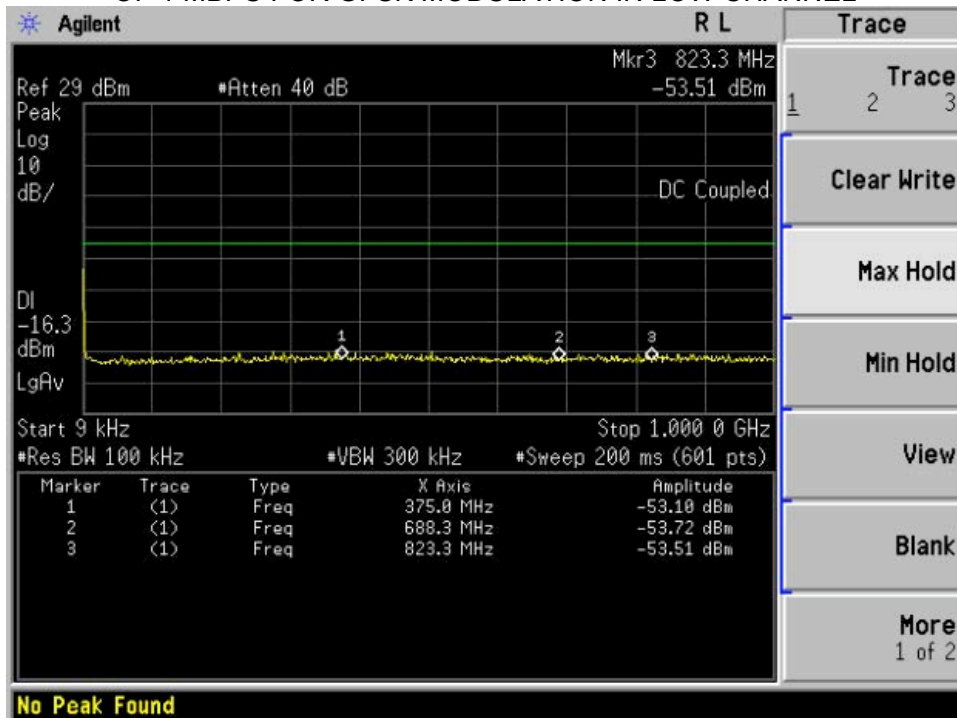 Agilent R L Trace
Mkr3 823.3 MHz
Ref 29 dBm #Atten 40 dB -53.51 dBm
Trace
1 2 3
Peak
Log
10
dB/
DC Coupled
Clear Write
Max Hold
DI
-16.3
dBm
LgAv
1 2 3
Min Hold
Start 9 kHz Stop 1.000 0 GHz
#Res BW 100 kHz #VBW 300 kHz #Sweep 200 ms (601 pts)
View
Marker Trace Type X Axis Amplitude
1 (1) Freq 375.0 MHz -53.10 dBm
2 (1) Freq 688.3 MHz -53.72 dBm
3 (1) Freq 823.3 MHz -53.51 dBm
Blank
More
1 of 2
No Peak Found